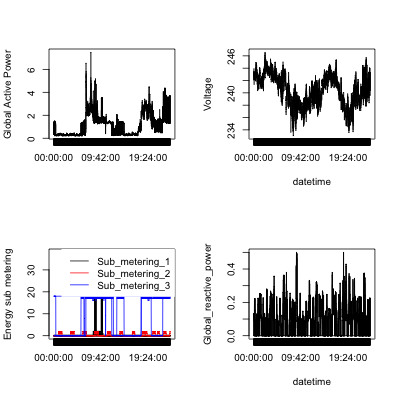 Global Active Power
6
4
2
0
00:00:00 09:42:00 19:24:00
Voltage
246
240
234
00:00:00 09:42:00 19:24:00
datetime
Energy sub metering
30
20
10
0
Sub_metering_1
Sub_metering_2
Sub_metering_3
00:00:00 09:42:00 19:24:00
Global_reactive_power
0.4
0.2
0.0
00:00:00 09:42:00 19:24:00
datetime